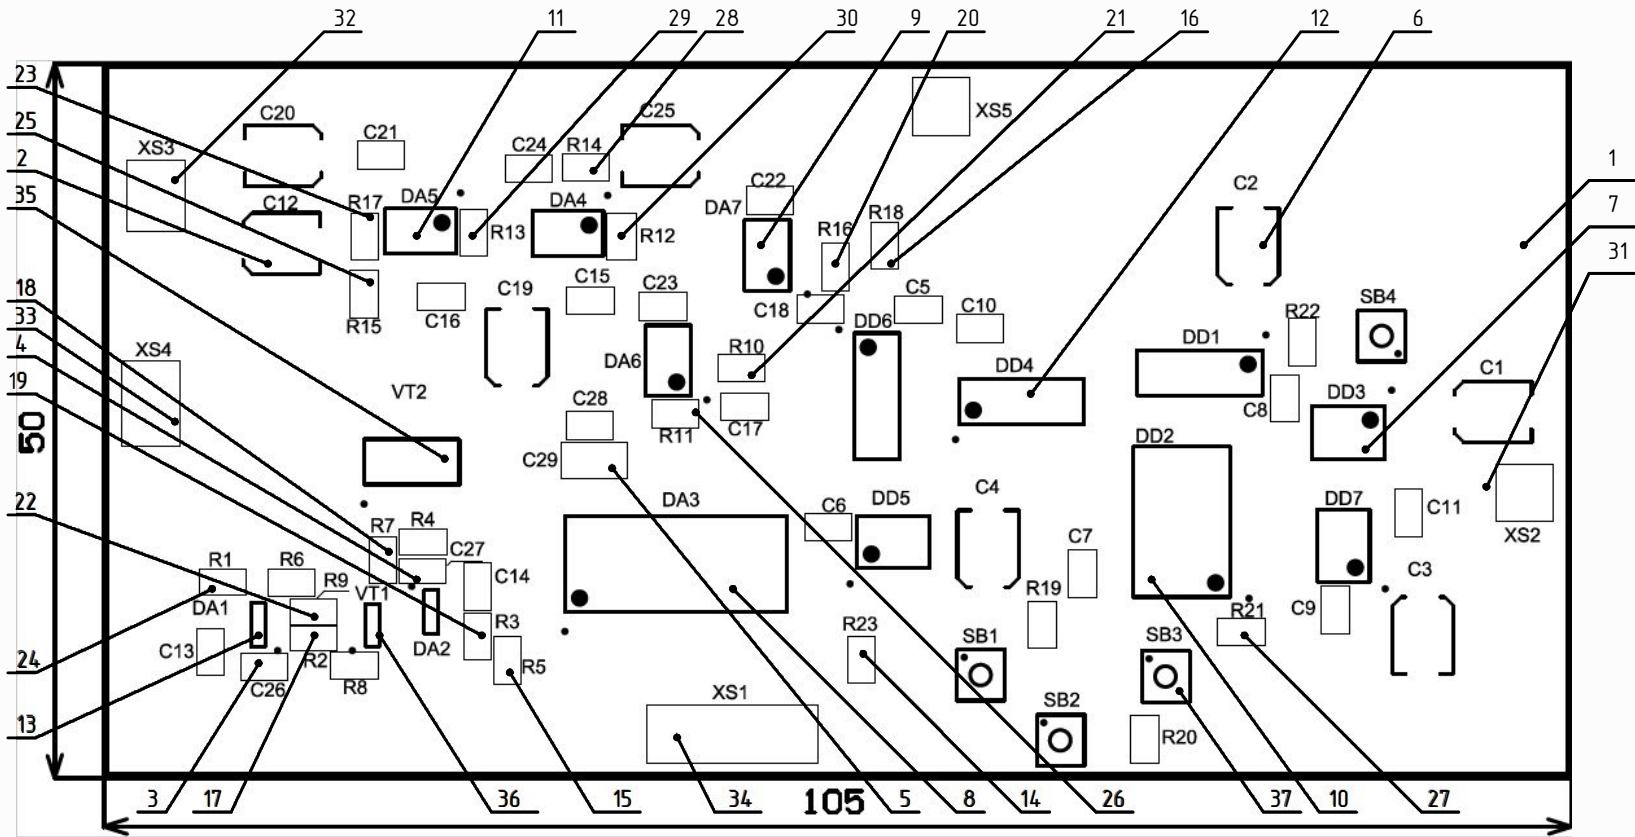 32 11 29 28 30 9 20 21 16 12 6
23
25
2
35
18
33
4
19
22
24
13
1
7
31
C20 C25 XS5
C21
XS3 C24 R14
C22 C2
R17 DA5 DA4 DA7 R18
C12 R13 R12 R16
C19 C15 C23 C5
R15 C16 C18 C10 SB4
DD6 R22
XS4 DA6 R10 DD4 DD1
VT2 C1
C28 C17 C8 DD3
R11 DD2
C29
50
DA3 C6 DD5 C4 DD7 C11
XS2
R7 R4
C27 C7
R1 R6 C14 C3
R9
DA1 VT1 R19 C9 R21
R3 R23
C13 R2 DA2 SB1 SB3
R5
C26 R8
XS1 SB2
R20
3 17 36 15 34 105 5 8 14 26 37 10 27